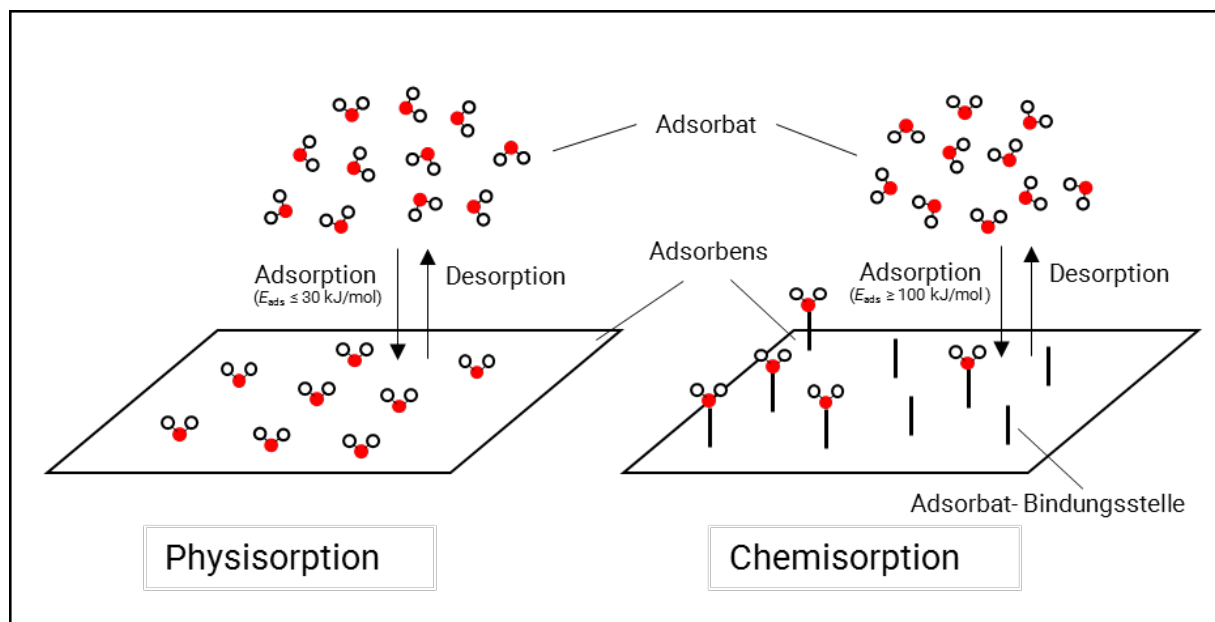 Adsorbat
Adsorbens
Adsorption
(Eads ≤ 30 kJ/mol)
Desorption
Adsorption
(Eads ≥ 100 kJ/mol)
Desorption
Adsorbat- Bindungsstelle
Physisorption
Chemisorption